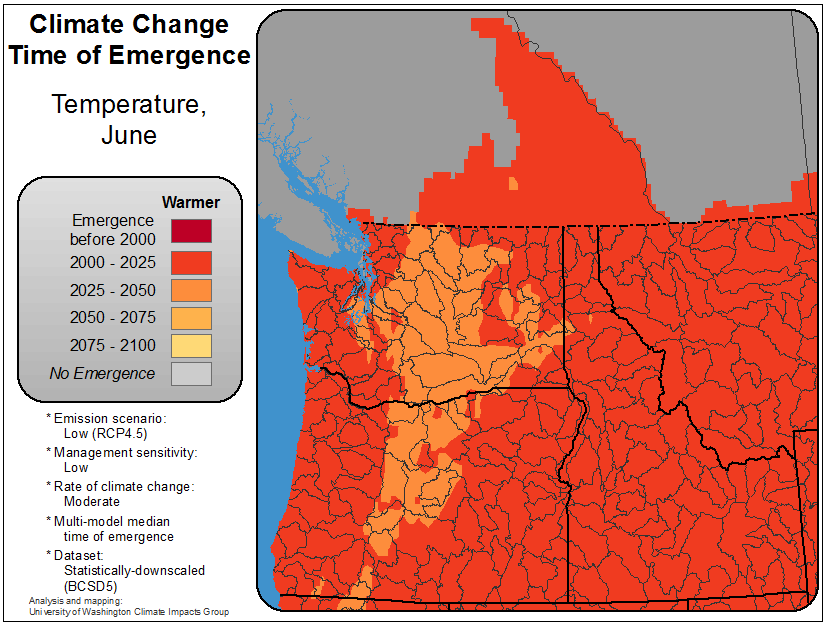 Climate Change
Time of Emergence
Temperature,
June
Warmer
Emergence
before 2000
2000 - 2025
2025 - 2050
2050 - 2075
2075 - 2100
No Emergence
* Emission scenario:
Low (RCP4.5)
* Management sensitivity:
Low
* Rate of climate change:
Moderate
* Multi-model median
time of emergence
* Dataset:
Statistically-downscaled
(BCSD5)
Analysis and mapping:
University of Washington Climate Impacts Group